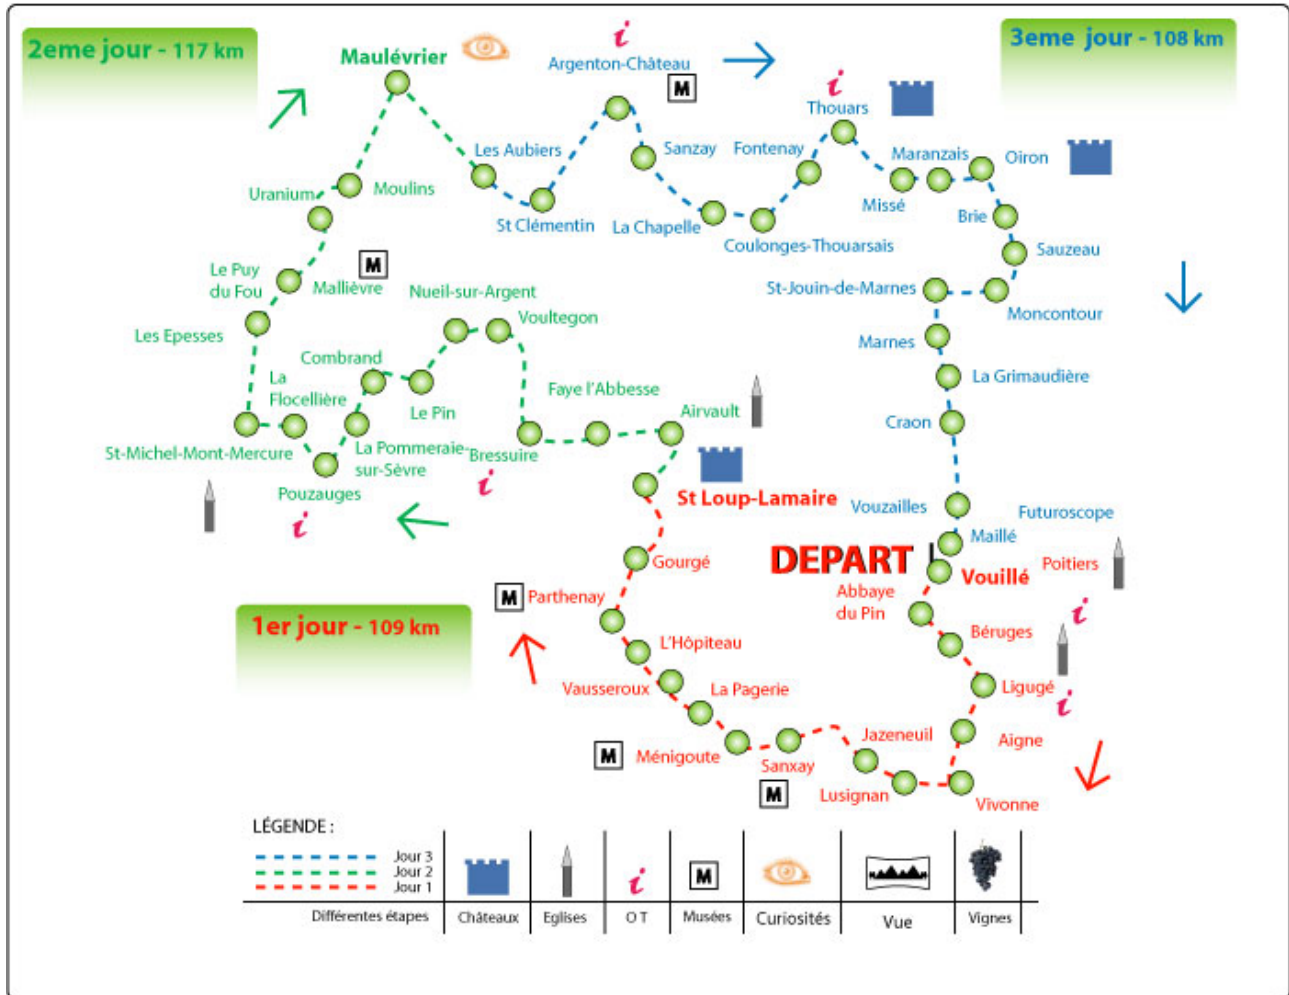 2eme jour - 117 km
3eme jour - 108 km
Maulévrier
i
Argenton-Château
M
i
Thouars
Les Aubiers
Sanzay
Fontenay
Maranzais
Oiron
Uranium
Moulins
Missé
Brie
St Clémentin
La Chapelle
Coulonges-Thouarsais
Sauzeau
Le Puy
du Fou
M
Mallièvre
Nueil-sur-Argent
St-Jouin-de-Marnes
Voultegon
Moncontour
Les Epesses
Marnes
Combrand
La
Flocellière
La Grimaudière
Faye l'Abbesse
Le Pin
Airvault
Craon
St-Michel-Mont-Mercure
La Pommeraie-
sur-Sèvre
Bressuire
i
Pouzauges
i
St Loup-Lamaire
Vouzailles
Futuroscope
Maillé
DEPART
Vouillé
Poitiers
i
Gourgé
Abbaye
du Pin
M
Parthenay
1er jour - 109 km
Béruges
L'Hôpiteau
Vausseroux
La Pagerie
Ligugé
i
Jazeneuil
Aigne
M
Ménigoute
Sanxay
M
Lusignan
Vivonne
LÉGENDE :
Jour 3
Jour 2
Jour 1
i
M
Différentes étapes
Châteaux
Eglises
O T
Musées
Curiosités
Vue
Vignes